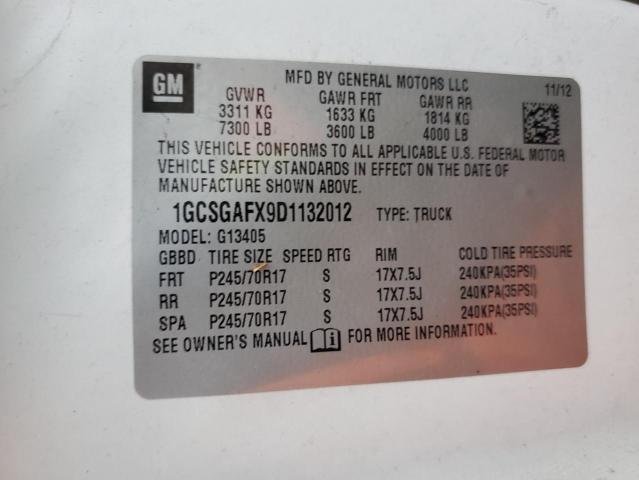 GM ®
MFD BY GENERAL MOTORS LLC 11/12
GVWR GAWR FRT GAWR RR
3311 KG 1633 KG 1814 KG
7300 LB 3600 LB 4000 LB
THIS VEHICLE CONFORMS TO ALL APPLICABLE U.S. FEDERAL MOTOR
VEHICLE SAFETY STANDARDS IN EFFECT ON THE DATE OF
MANUFACTURE SHOWN ABOVE.
1GCSGAFX9D1132012 TYPE: TRUCK
MODEL: G13405
GBBD TIRE SIZE SPEED RTG RIM COLD TIRE PRESSURE
FRT P245/70R17 S 17X7.5J 240KPA(35PSI)
RR P245/70R17 S 17X7.5J 240KPA(35PSI)
SPA P245/70R17 S 17X7.5J 240KPA(35PSI)
SEE OWNER'S MANUAL i FOR MORE INFORMATION.